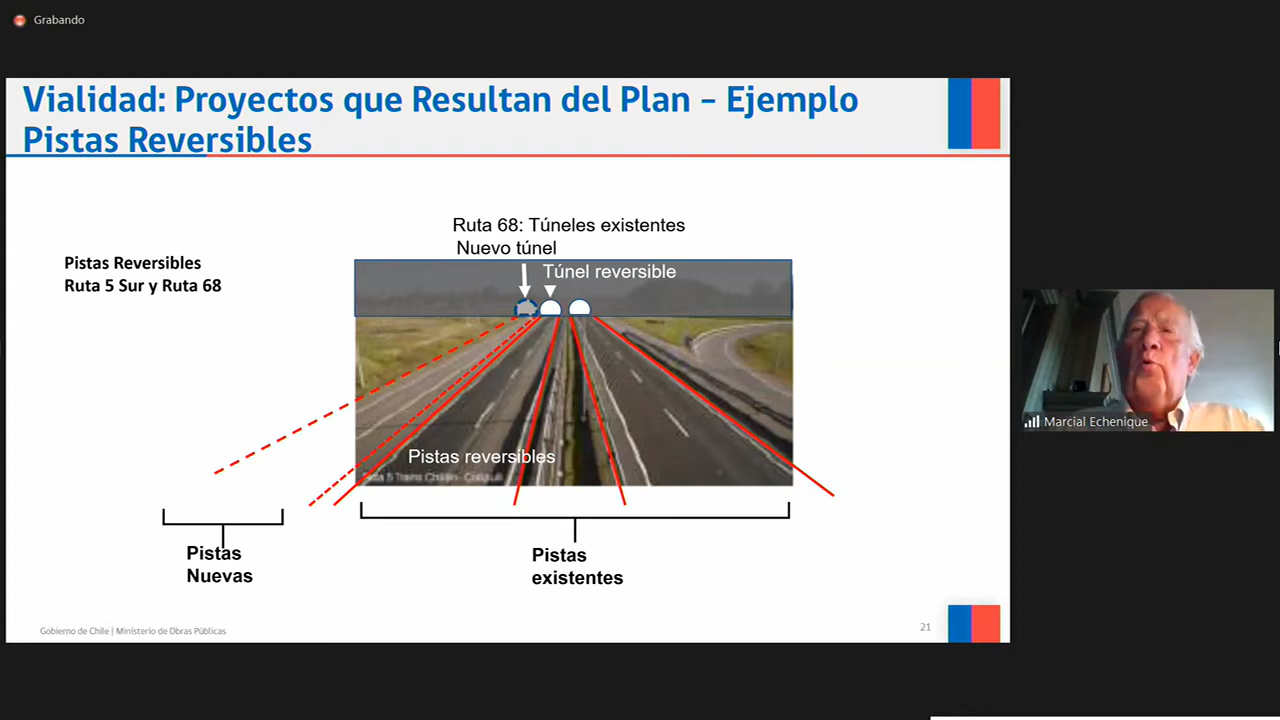 Grabando
Vialidad: Proyectos que Resultan del Plan – Ejemplo
Pistas Reversibles
Ruta 68: Túneles existentes
Nuevo túnel
Pistas Reversibles
Ruta 5 Sur y Ruta 68
Túnel reversible
Pistas reversibles
Marcial Echenique
Pistas
Nuevas
Pistas
existentes
Gobierno de Chile | Ministerio de Obras Públicas
21